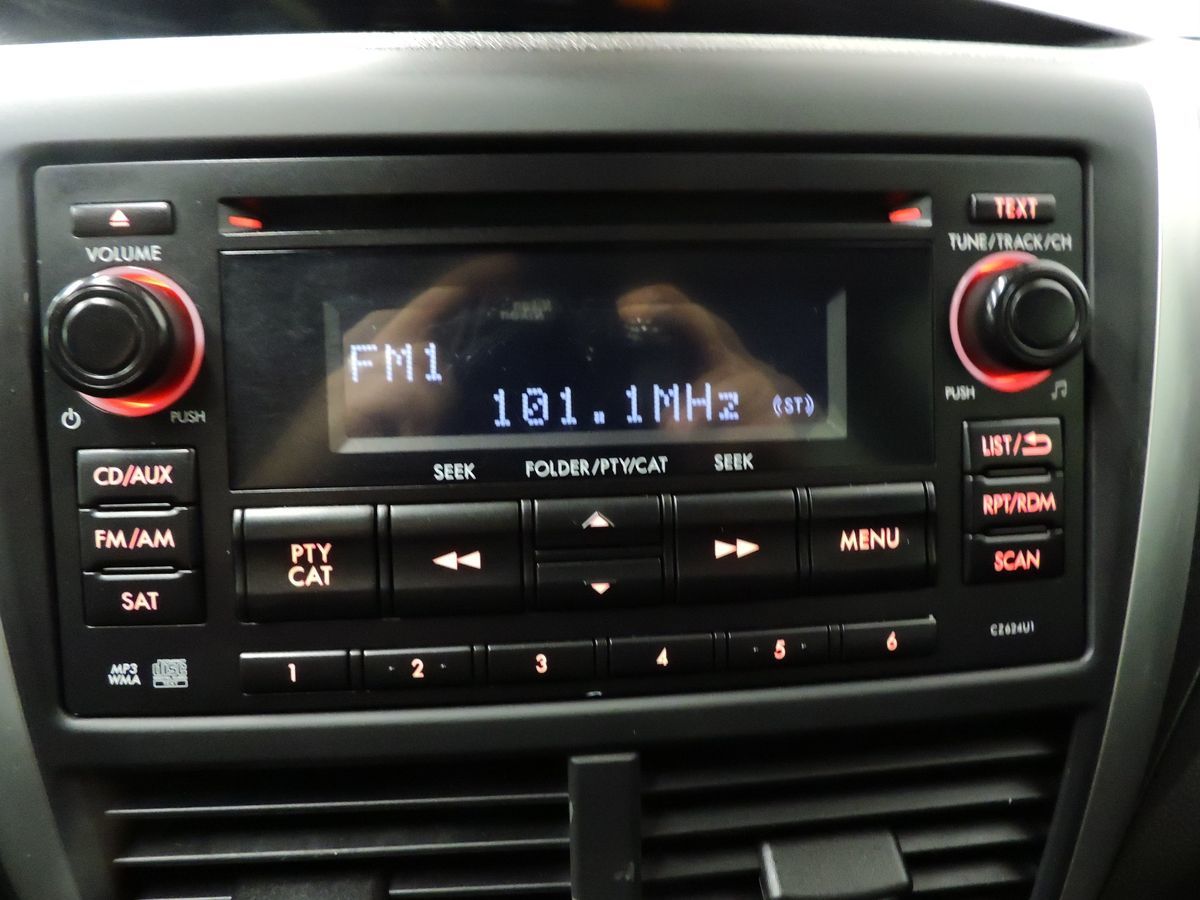 TEXT
VOLUME
TUNE/TRACK/CH
FM1
101.1MHz ((ST))
PUSH
PUSH
SEEK FOLDER/PTY/CAT SEEK
CD/AUX
LIST/
FM/AM
RPT/RDM
SAT
SCAN
PTY
CAT
MENU
CZ624U1
MP3
WMA
disc
1 2 3 4 5 6